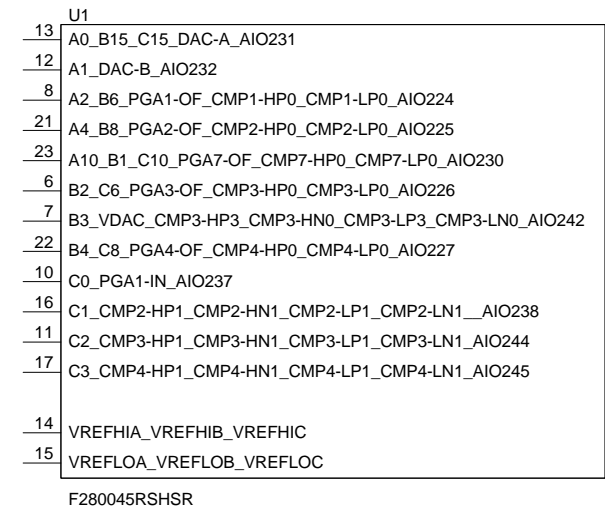 U1
13 A0_B15_C15_DAC-A_AIO231
12 A1_DAC-B_AIO232
8 A2_B6_PGA1-OF_CMP1-HP0_CMP1-LP0_AIO224
21 A4_B8_PGA2-OF_CMP2-HP0_CMP2-LP0_AIO225
23 A10_B1_C10_PGA7-OF_CMP7-HP0_CMP7-LP0_AIO230
6 B2_C6_PGA3-OF_CMP3-HP0_CMP3-LP0_AIO226
7 B3_VDAC_CMP3-HP3_CMP3-HN0_CMP3-LP3_CMP3-LN0_AIO242
22 B4_C8_PGA4-OF_CMP4-HP0_CMP4-LP0_AIO227
10 C0_PGA1-IN_AIO237
16 C1_CMP2-HP1_CMP2-HN1_CMP2-LP1_CMP2-LN1__AIO238
11 C2_CMP3-HP1_CMP3-HN1_CMP3-LP1_CMP3-LN1_AIO244
17 C3_CMP4-HP1_CMP4-HN1_CMP4-LP1_CMP4-LN1_AIO245
14 VREFHIA_VREFHIB_VREFHIC
15 VREFLOA_VREFLOB_VREFLOC
F280045RSHSR